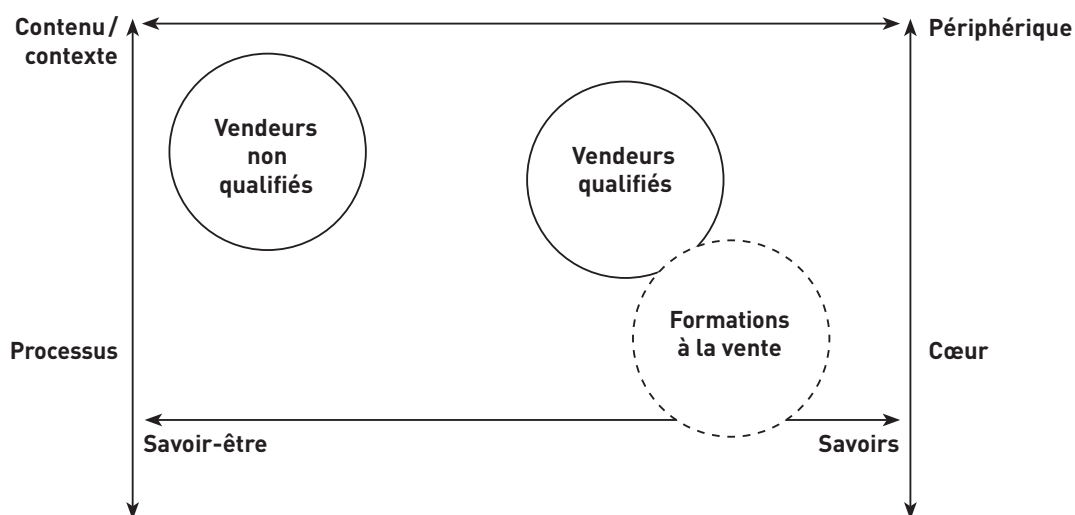 Contenu/
contexte
Périphérique
Vendeurs
non
qualifiés
Vendeurs
qualifiés
Formations
à la vente
Processus
Cœur
Savoir-être
Savoirs